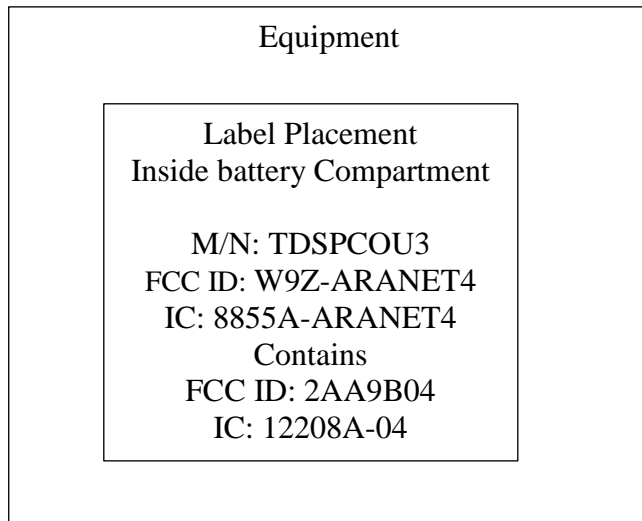 Equipment
Label Placement
Inside battery Compartment
M/N: TDSPCOU3
FCC ID: W9Z-ARANET4
IC: 8855A-ARANET4
Contains
FCC ID: 2AA9B04
IC: 12208A-04